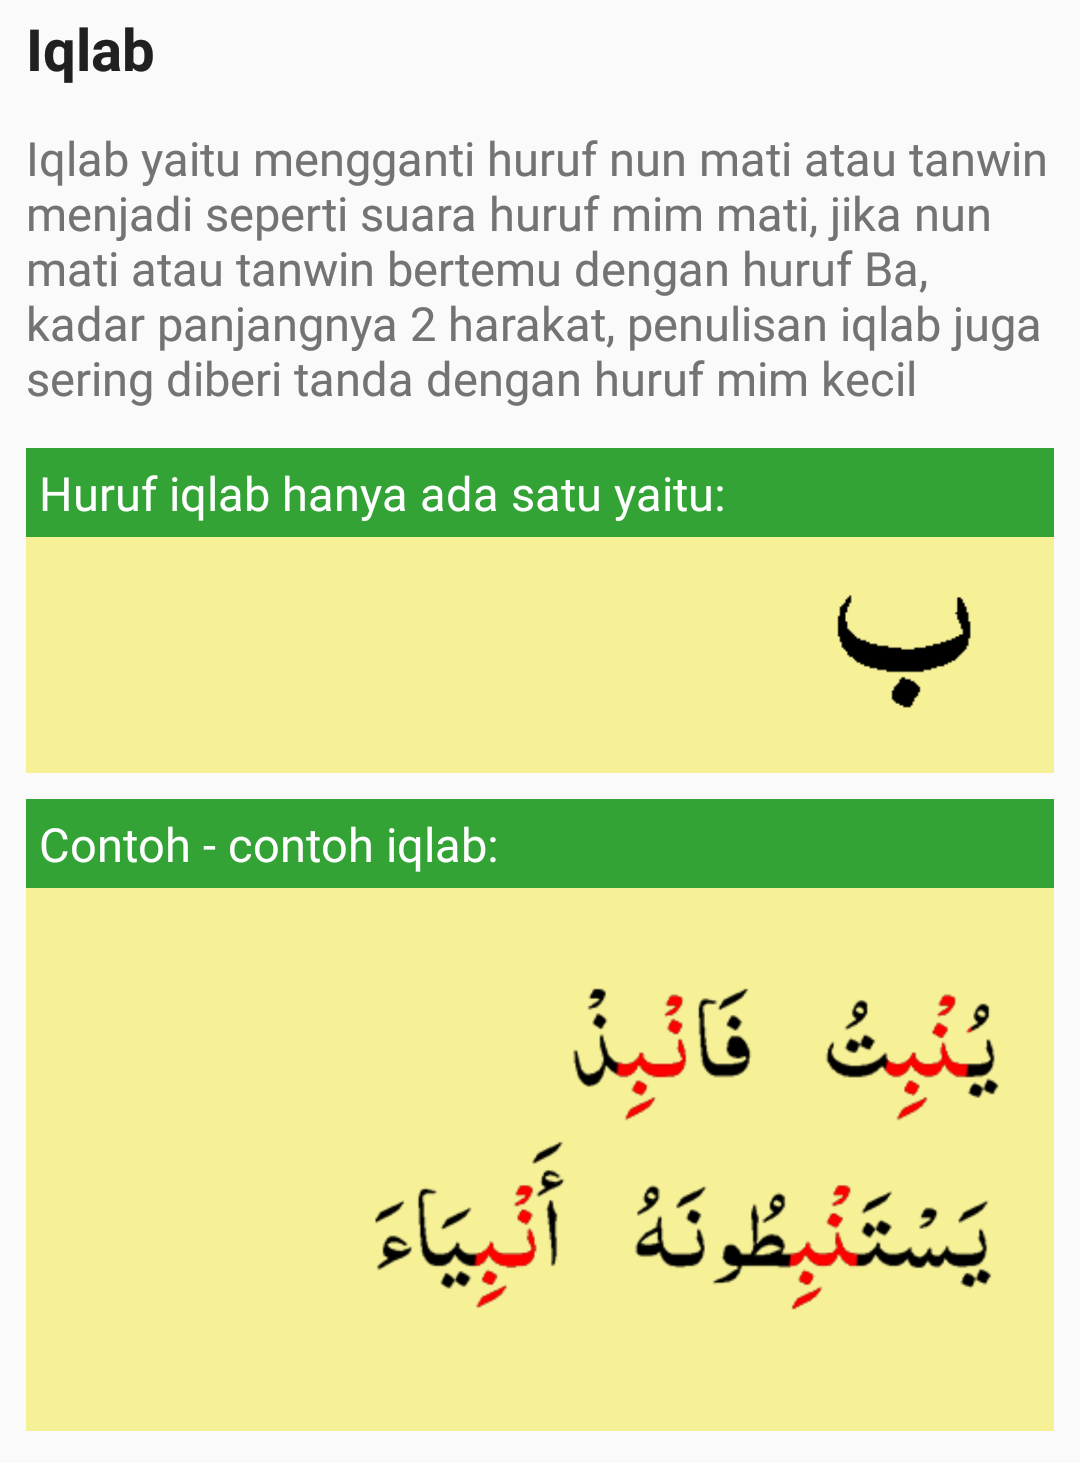 Iqlab
Iqlab yaitu mengganti huruf nun mati atau tanwin
menjadi seperti suara huruf mim mati, jika nun
mati atau tanwin bertemu dengan huruf Ba,
kadar panjangnya 2 harakat, penulisan iqlab juga
sering diberi tanda dengan huruf mim kecil
Huruf iqlab hanya ada satu yaitu:
ب
Contoh - contoh iqlab:
يُنْبِتُ فَانْبِذْ
يَسْتَنْبِطُونَهُ أَنْبِيَاءَ